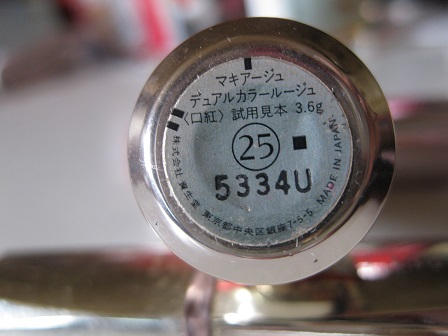 マキアージュ
デュアルカラールージュ
〈口紅〉試用見本 3.6g
25
5334U
株式会社 資生堂 東京都中央区銀座7-5-5 MADE IN JAPAN